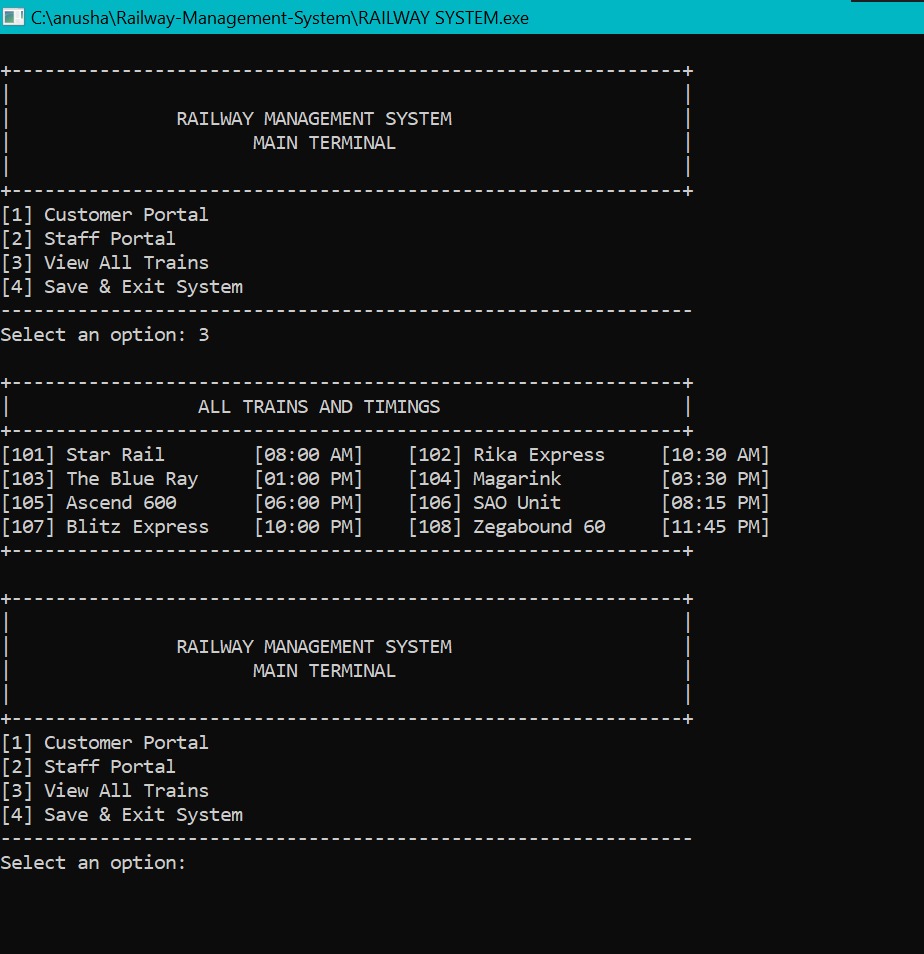 C:\anusha\Railway-Management-System\RAILWAY SYSTEM.exe
+-------------------------------------------------------------+
|                                                             |
|               RAILWAY MANAGEMENT SYSTEM                     |
|                      MAIN TERMINAL                          |
|                                                             |
+-------------------------------------------------------------+
[1] Customer Portal
[2] Staff Portal
[3] View All Trains
[4] Save & Exit System
---------------------------------------------------------------
Select an option: 3
+-------------------------------------------------------------+
|                 ALL TRAINS AND TIMINGS                      |
+-------------------------------------------------------------+
[101] Star Rail        [08:00 AM]    [102] Rika Express     [10:30 AM]
[103] The Blue Ray     [01:00 PM]    [104] Magarink         [03:30 PM]
[105] Ascend 600       [06:00 PM]    [106] SAO Unit         [08:15 PM]
[107] Blitz Express    [10:00 PM]    [108] Zegabound 60     [11:45 PM]
+-------------------------------------------------------------+
+-------------------------------------------------------------+
|                                                             |
|               RAILWAY MANAGEMENT SYSTEM                     |
|                      MAIN TERMINAL                          |
|                                                             |
+-------------------------------------------------------------+
[1] Customer Portal
[2] Staff Portal
[3] View All Trains
[4] Save & Exit System
---------------------------------------------------------------
Select an option: